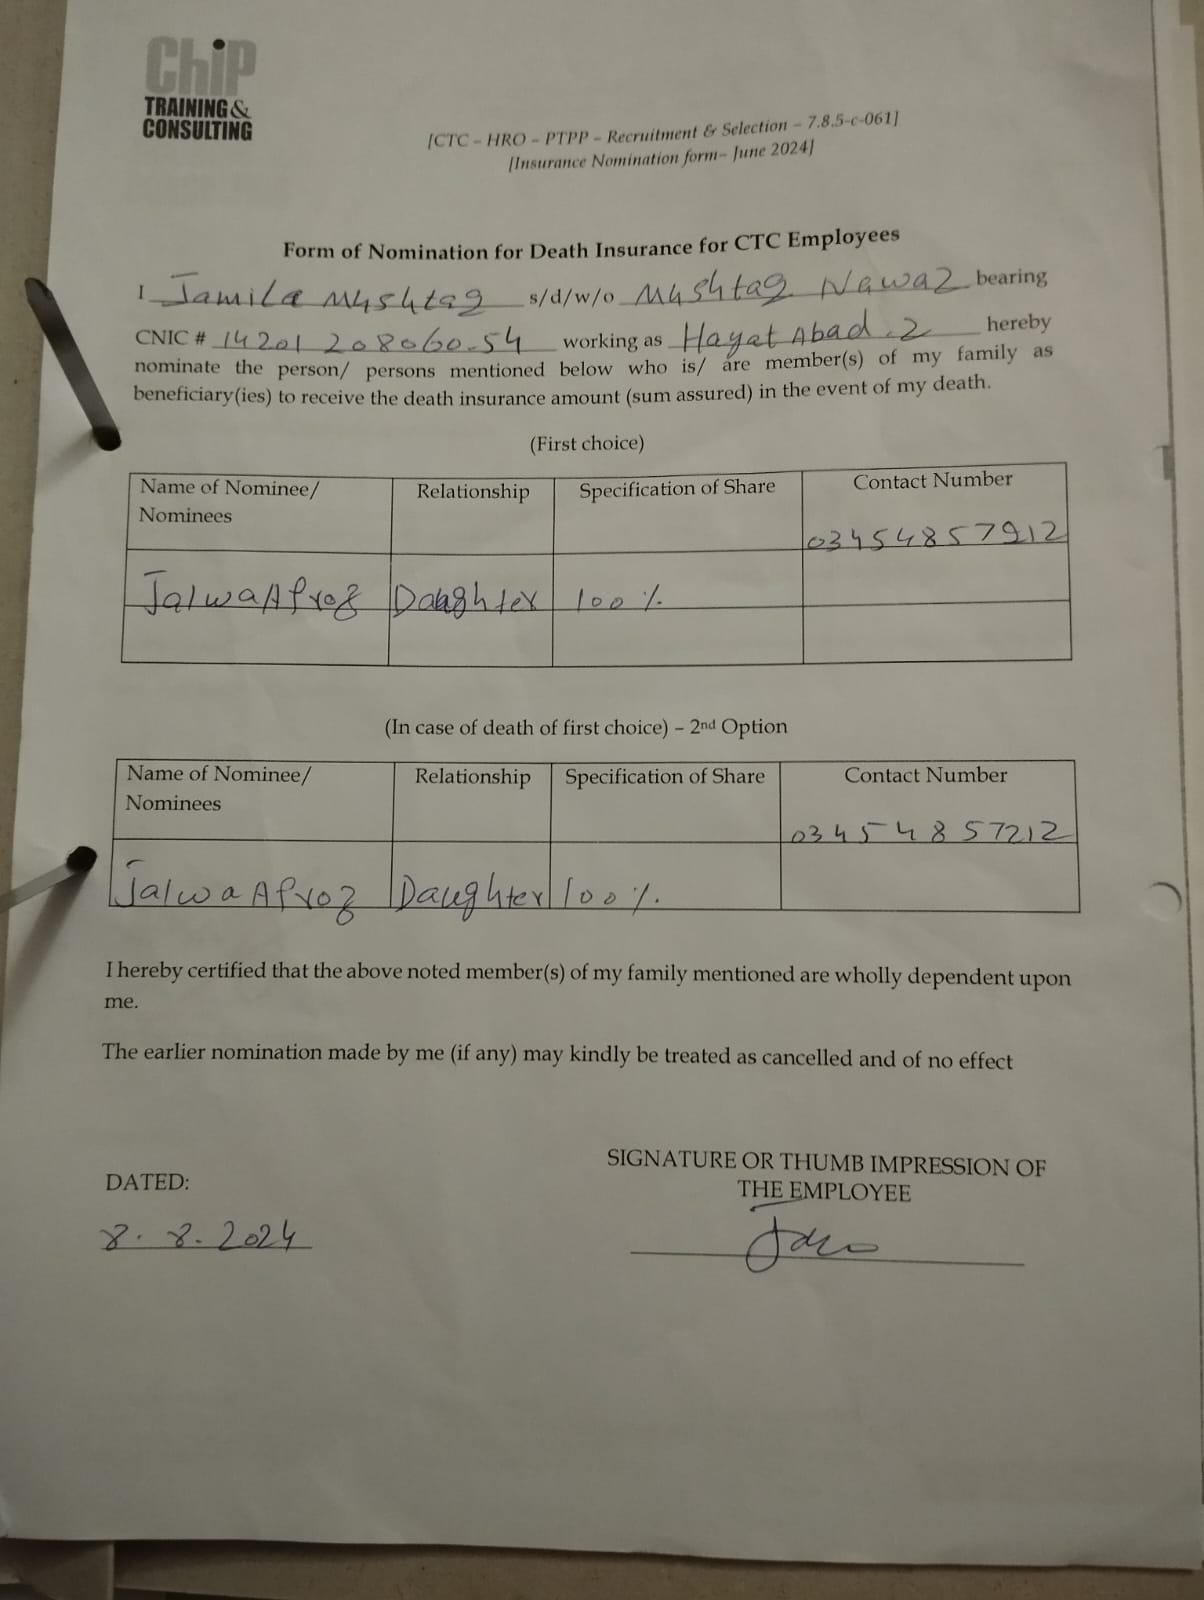 ChiP
TRAINING &
CONSULTING
[CTC – HRO – PTPP – Recruitment & Selection – 7.8.5-c-061]
[Insurance Nomination form– June 2024]
Form of Nomination for Death Insurance for CTC Employees
I Jamila Mushtaq s/d/w/o Mushtaq Nawaz bearing
CNIC # 14201 208060-54 working as Hayat Abad. 2 hereby
nominate the person/ persons mentioned below who is/ are member(s) of my family as
beneficiary(ies) to receive the death insurance amount (sum assured) in the event of my death.
(First choice)
Name of Nominee/ Relationship Specification of Share Contact Number
Nominees
03454857912
Jalwa Afroz Daughter 100%
(In case of death of first choice) – 2nd Option
Name of Nominee/ Relationship Specification of Share Contact Number
Nominees
03454857212
Jalwa Afroz Daughter 100%.
I hereby certified that the above noted member(s) of my family mentioned are wholly dependent upon
me.
The earlier nomination made by me (if any) may kindly be treated as cancelled and of no effect
SIGNATURE OR THUMB IMPRESSION OF
THE EMPLOYEE
DATED:
8. 8. 2024